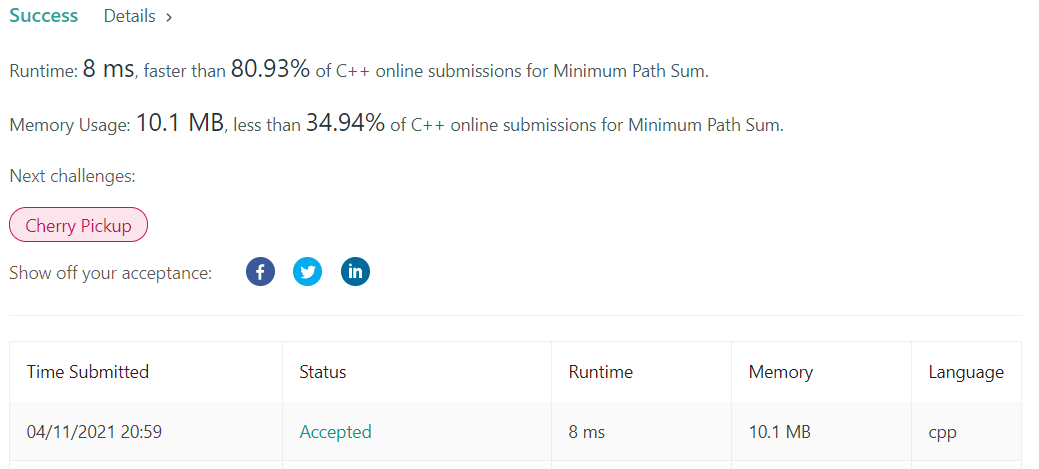 Success Details >
Runtime: 8 ms, faster than 80.93% of C++ online submissions for Minimum Path Sum.
Memory Usage: 10.1 MB, less than 34.94% of C++ online submissions for Minimum Path Sum.
Next challenges:
Cherry Pickup
Show off your acceptance: f in
Time Submitted Status Runtime Memory Language
04/11/2021 20:59 Accepted 8 ms 10.1 MB cpp